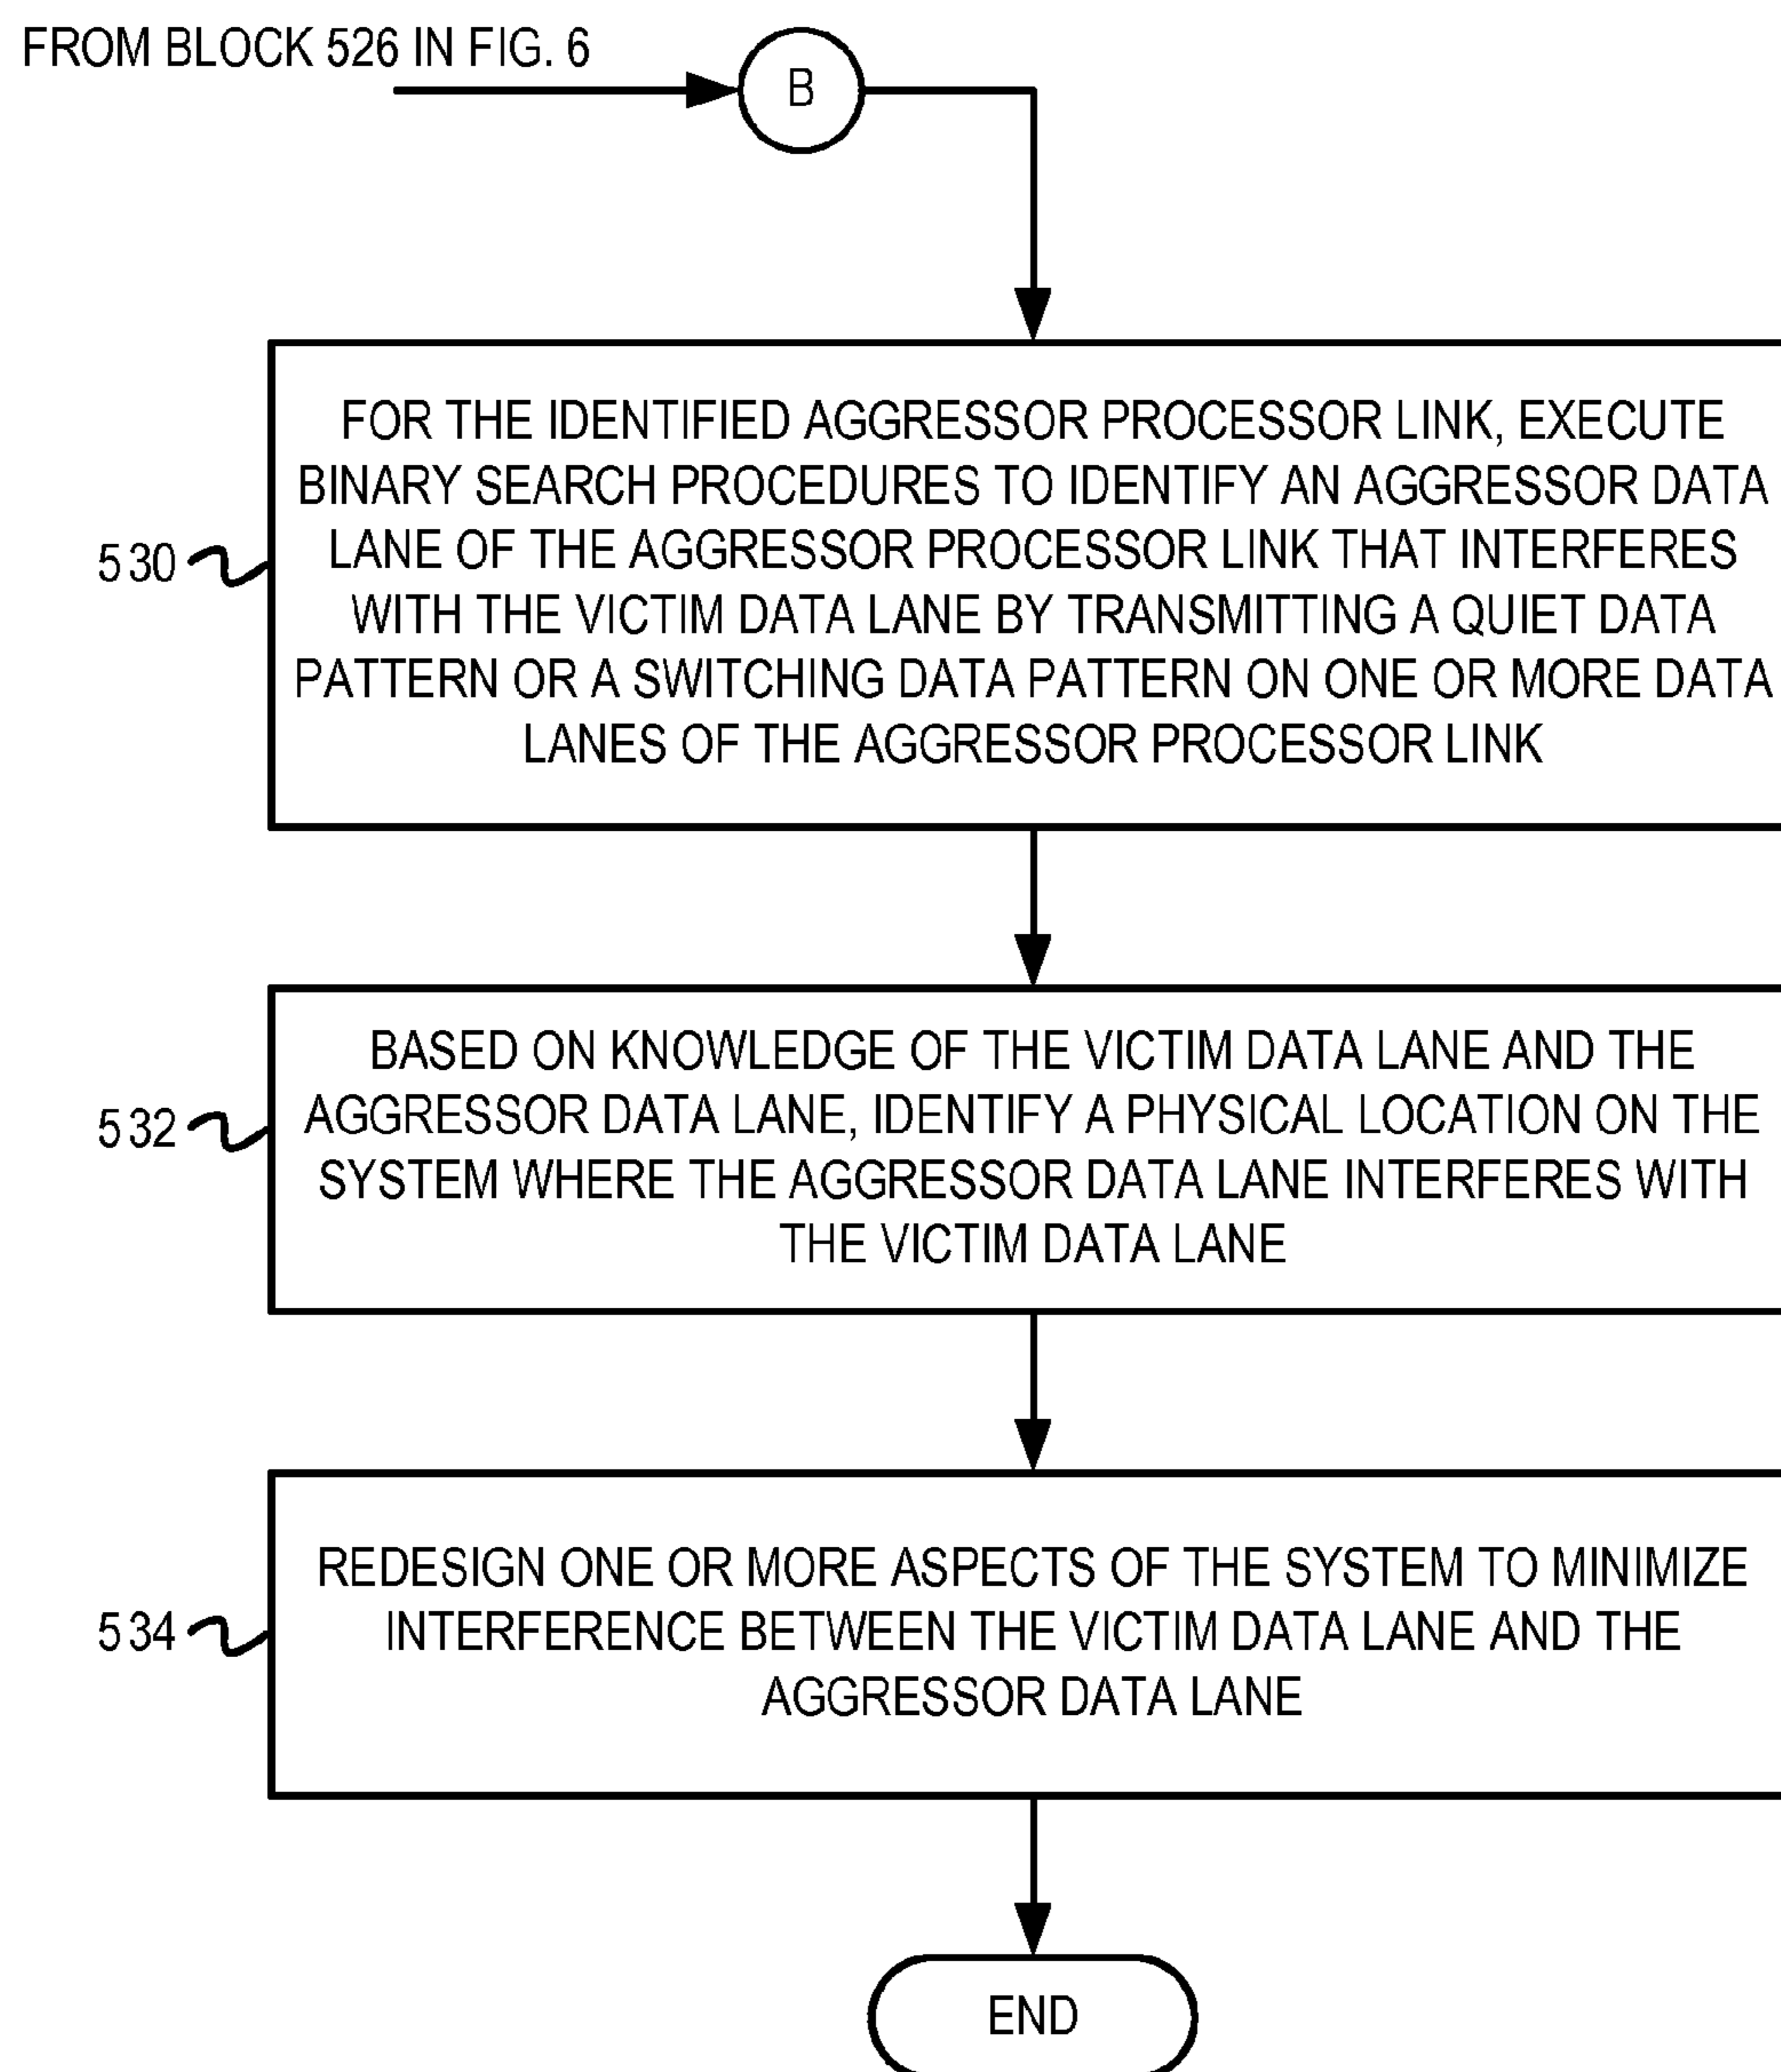 FROM BLOCK 526 IN FIG. 6
B
FOR THE IDENTIFIED AGGRESSOR PROCESSOR LINK, EXECUTE
BINARY SEARCH PROCEDURES TO IDENTIFY AN AGGRESSOR DATA
LANE OF THE AGGRESSOR PROCESSOR LINK THAT INTERFERES
WITH THE VICTIM DATA LANE BY TRANSMITTING A QUIET DATA
PATTERN OR A SWITCHING DATA PATTERN ON ONE OR MORE DATA
LANES OF THE AGGRESSOR PROCESSOR LINK
530
BASED ON KNOWLEDGE OF THE VICTIM DATA LANE AND THE
AGGRESSOR DATA LANE, IDENTIFY A PHYSICAL LOCATION ON THE
SYSTEM WHERE THE AGGRESSOR DATA LANE INTERFERES WITH
THE VICTIM DATA LANE
532
REDESIGN ONE OR MORE ASPECTS OF THE SYSTEM TO MINIMIZE
INTERFERENCE BETWEEN THE VICTIM DATA LANE AND THE
AGGRESSOR DATA LANE
534
END